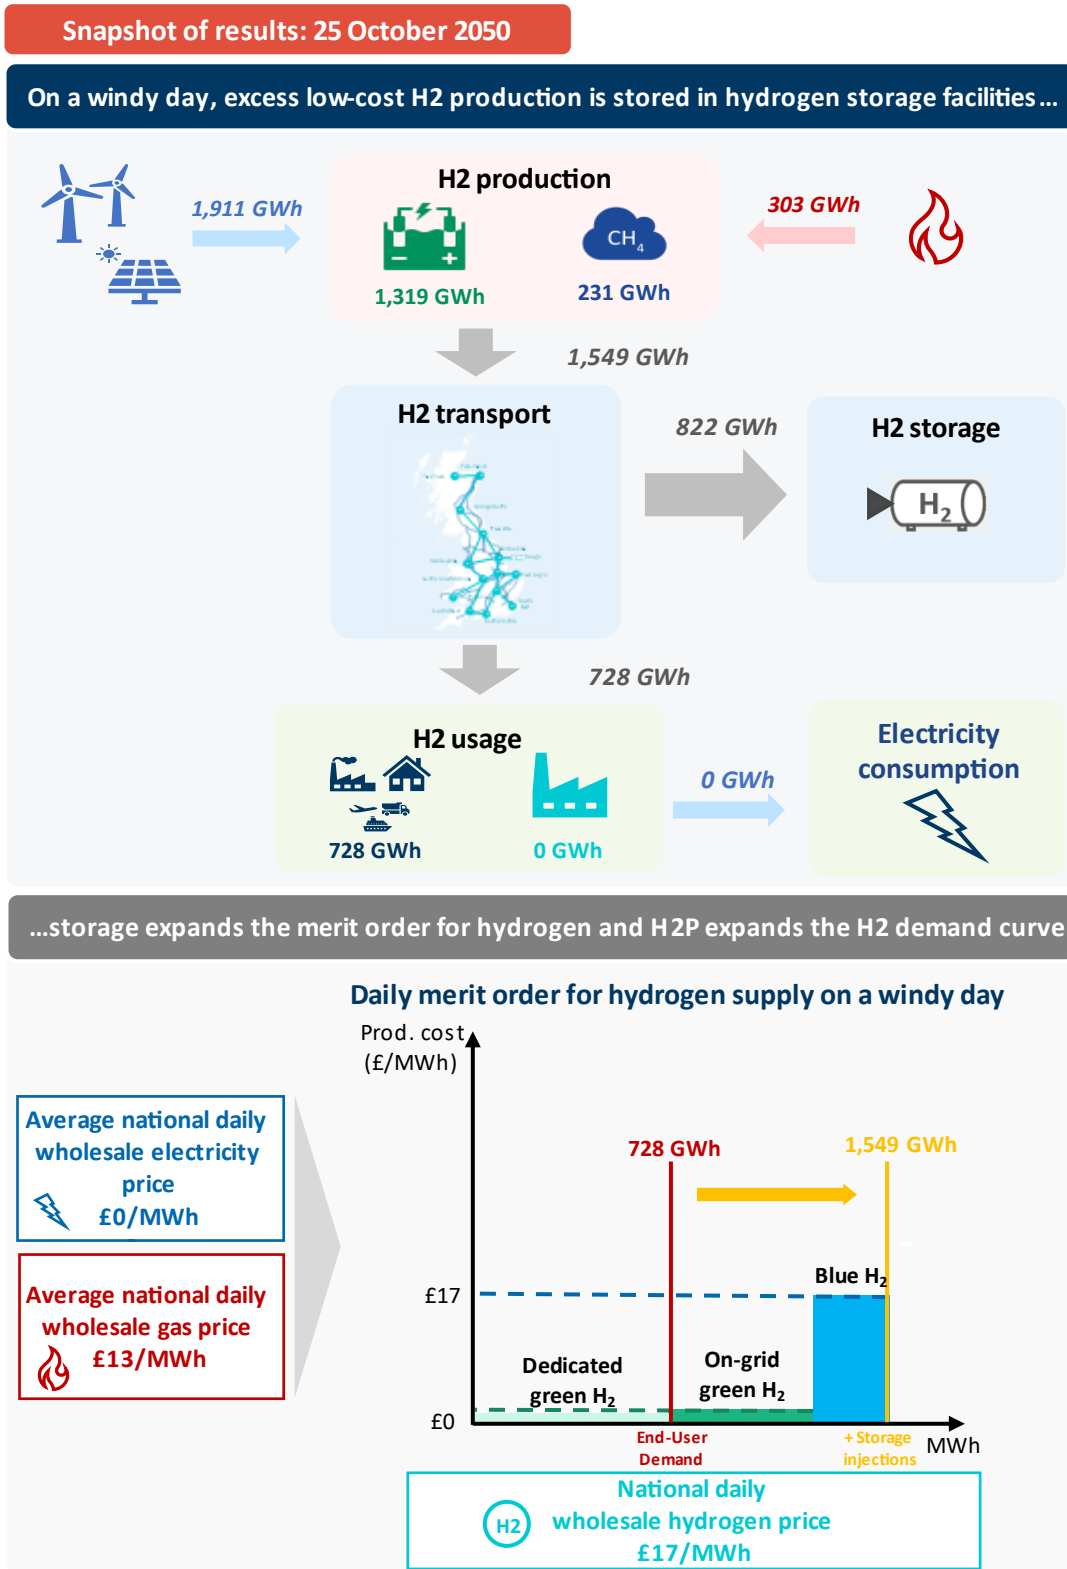 Snapshot of results: 25 October 2050
On a windy day, excess low-cost H2 production is stored in hydrogen storage facilities...
H2 production
1,911 GWh
303 GWh
CH4
1,319 GWh
231 GWh
1,549 GWh
H2 transport
822 GWh
H2 storage
H2
728 GWh
H2 usage
Electricity
consumption
0 GWh
728 GWh
0 GWh
...storage expands the merit order for hydrogen and H2P expands the H2 demand curve
Daily merit order for hydrogen supply on a windy day
Prod. cost
(£/MWh)
Average national daily
wholesale electricity
price
£0/MWh
Average national daily
wholesale gas price
£13/MWh
728 GWh
1,549 GWh
Blue H2
£17
Dedicated
green H2
On-grid
green H2
£0
End-User
Demand
+ Storage
injections
MWh
National daily
H2
wholesale hydrogen price
£17/MWh